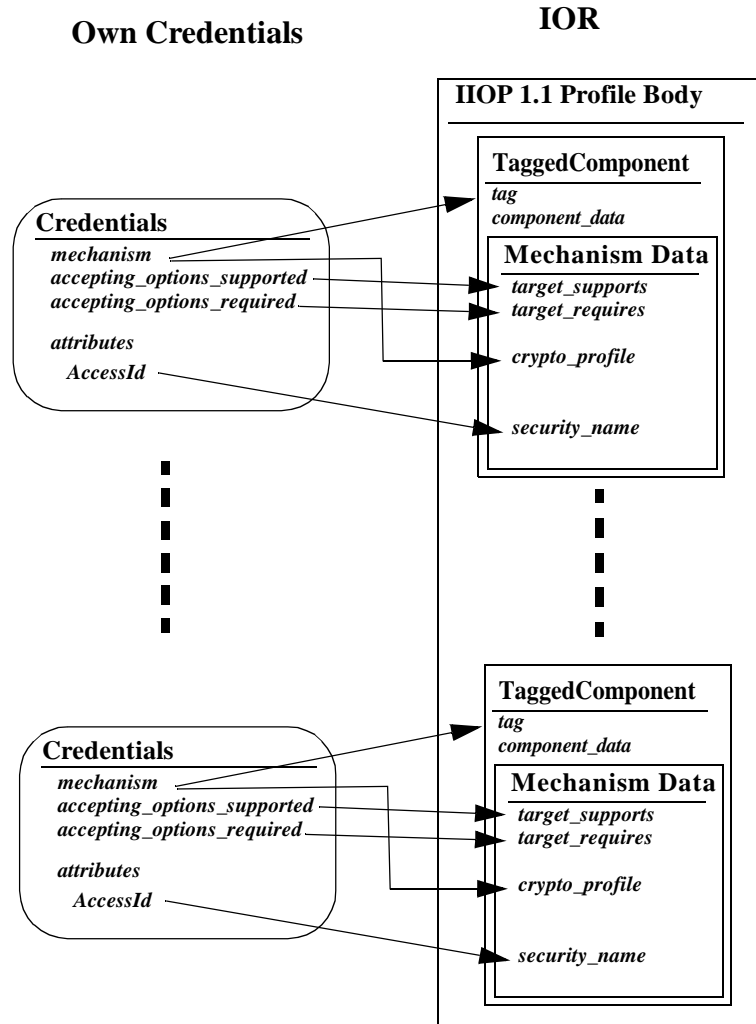 Own Credentials
IOR
IIOP 1.1 Profile Body
TaggedComponent
tag
component_data
Mechanism Data
target_supports
target_requires
crypto_profile
security_name
Credentials
mechanism
accepting_options_supported
accepting_options_required
attributes
AccessId
TaggedComponent
tag
component_data
Mechanism Data
target_supports
target_requires
crypto_profile
security_name
Credentials
mechanism
accepting_options_supported
accepting_options_required
attributes
AccessId